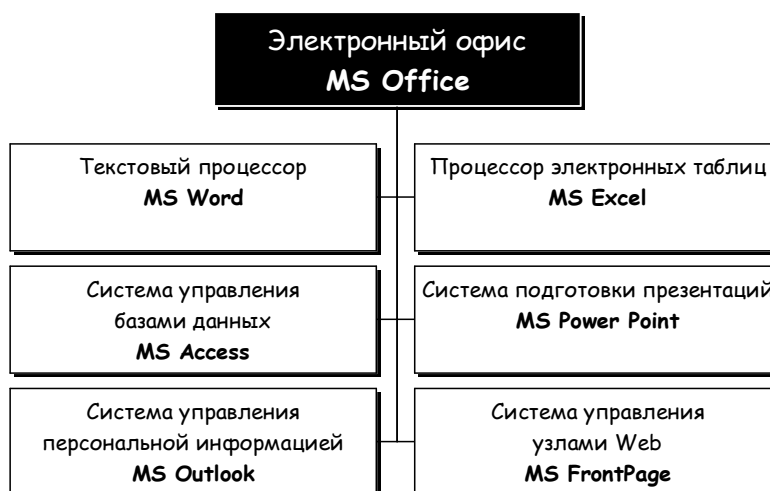 Электронный офис
MS Office
Текстовый процессор
MS Word
Процессор электронных таблиц
MS Excel
Система управления
базами данных
MS Access
Система подготовки презентаций
MS Power Point
Система управления
персональной информацией
MS Outlook
Система управления
узлами Web
MS FrontPage